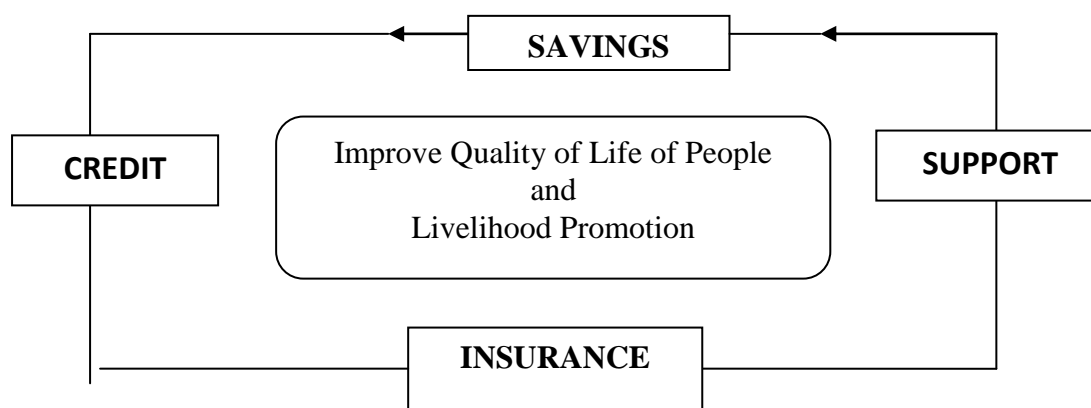 SAVINGS
CREDIT
Improve Quality of Life of People
and
Livelihood Promotion
SUPPORT
INSURANCE